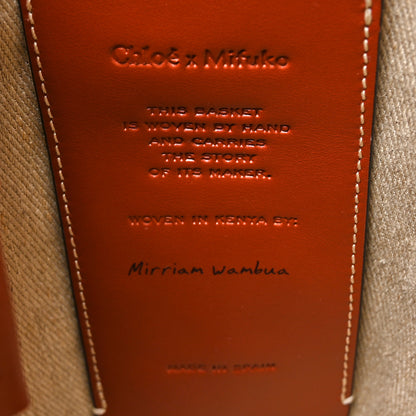 Chloé x Mifuko
THIS BASKET
IS WOVEN BY HAND
AND CARRIES
THE STORY
OF ITS MAKER.
WOVEN IN KENYA BY:
Mirriam Wambua
MADE IN SPAIN